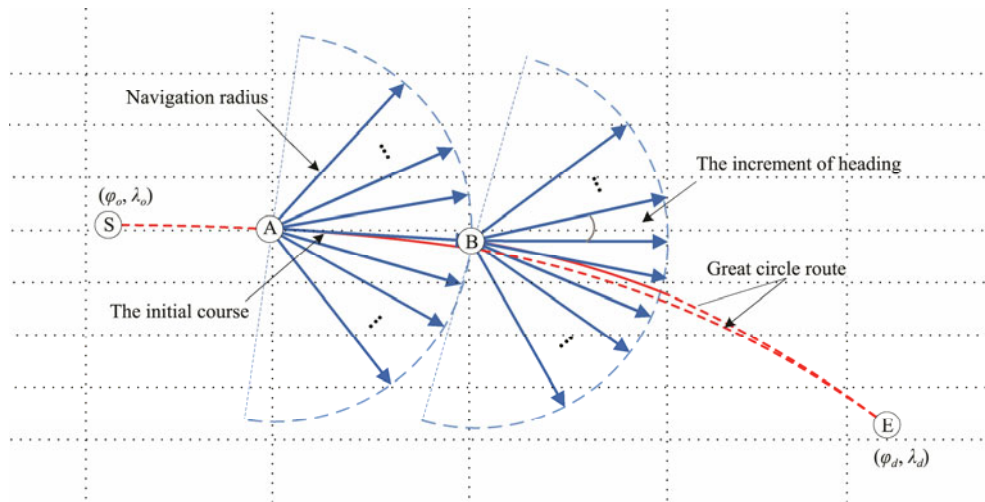 Navigation radius
The increment of heading
(φo, λo)
S
A
B
Great circle route
The initial course
E
(φd, λd)